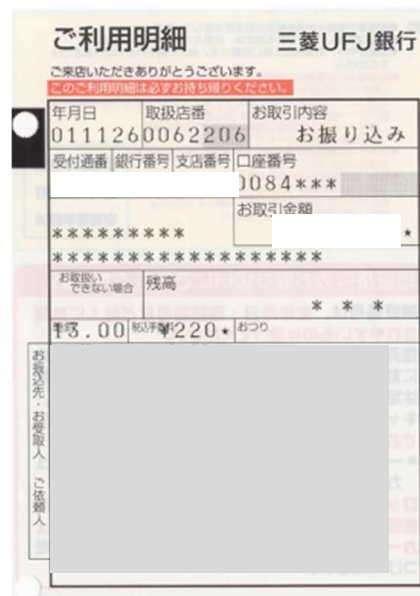 ご利用明細 三菱UFJ銀行
ご来店いただきありがとうございます。
このご利用明細は必ずお持ち帰りください。
年月日 取扱店番 お取引内容
011126 0062206 お振り込み
受付通番 銀行番号 支店番号 口座番号
0084***
お取引金額
*
*********
******************
お取扱いできない場合 残高
* * *
13.00 税込手数料 ¥220* おつり
お振込先・お受取人 ご依頼人